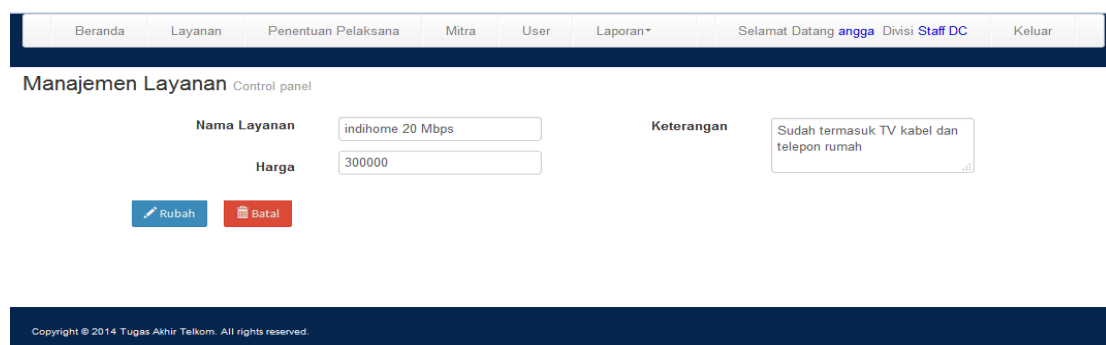 Beranda Layanan Penentuan Pelaksana Mitra User Laporan Selamat Datang angga Divisi Staff DC Keluar
Manajemen Layanan Control panel
Nama Layanan indihome 20 Mbps
Harga 300000
Keterangan Sudah termasuk TV kabel dan
telepon rumah
Rubah Batal
Copyright © 2014 Tugas Akhir Telkom. All rights reserved.